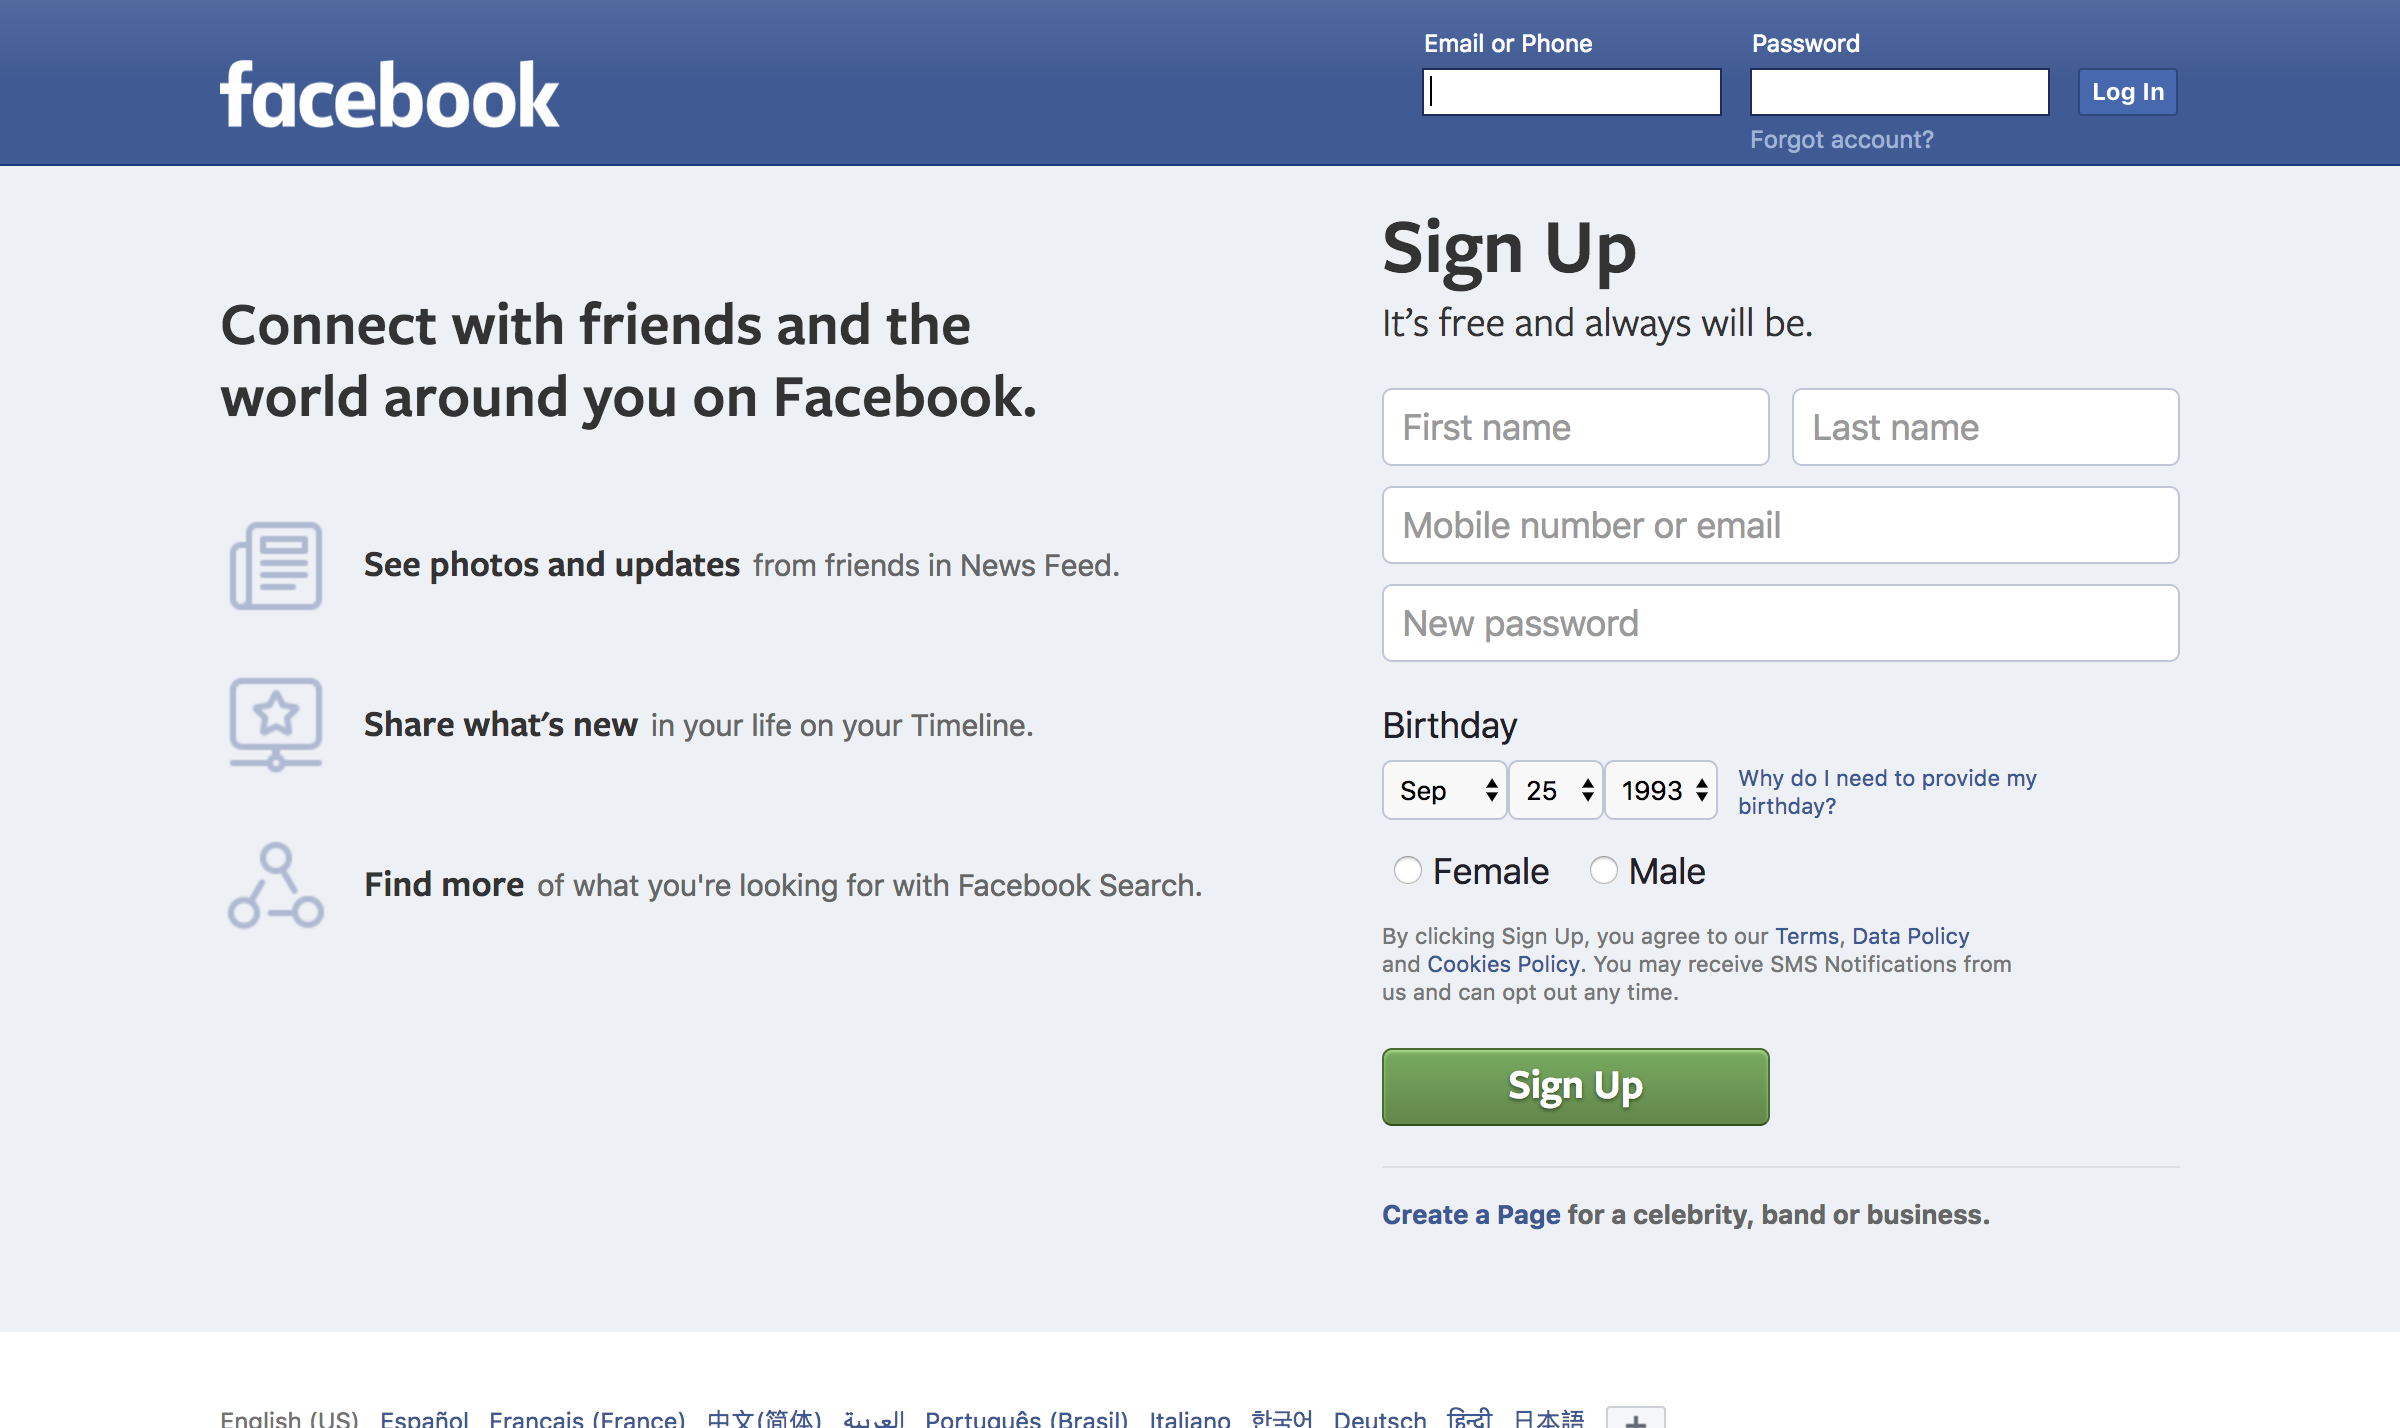 facebook
Email or Phone
Password
Log In
Forgot account?
Connect with friends and the
world around you on Facebook.
See photos and updates from friends in News Feed.
Share what's new in your life on your Timeline.
Find more of what you're looking for with Facebook Search.
Sign Up
It’s free and always will be.
First name
Last name
Mobile number or email
New password
Birthday
Sep 25 1993
Why do I need to provide my
birthday?
Female Male
By clicking Sign Up, you agree to our Terms, Data Policy
and Cookies Policy. You may receive SMS Notifications from
us and can opt out any time.
Sign Up
Create a Page for a celebrity, band or business.
English (US) Español Français (France) 中文(简体) العربية Português (Brasil) Italiano 한국어 Deutsch हिन्दी 日本語 +